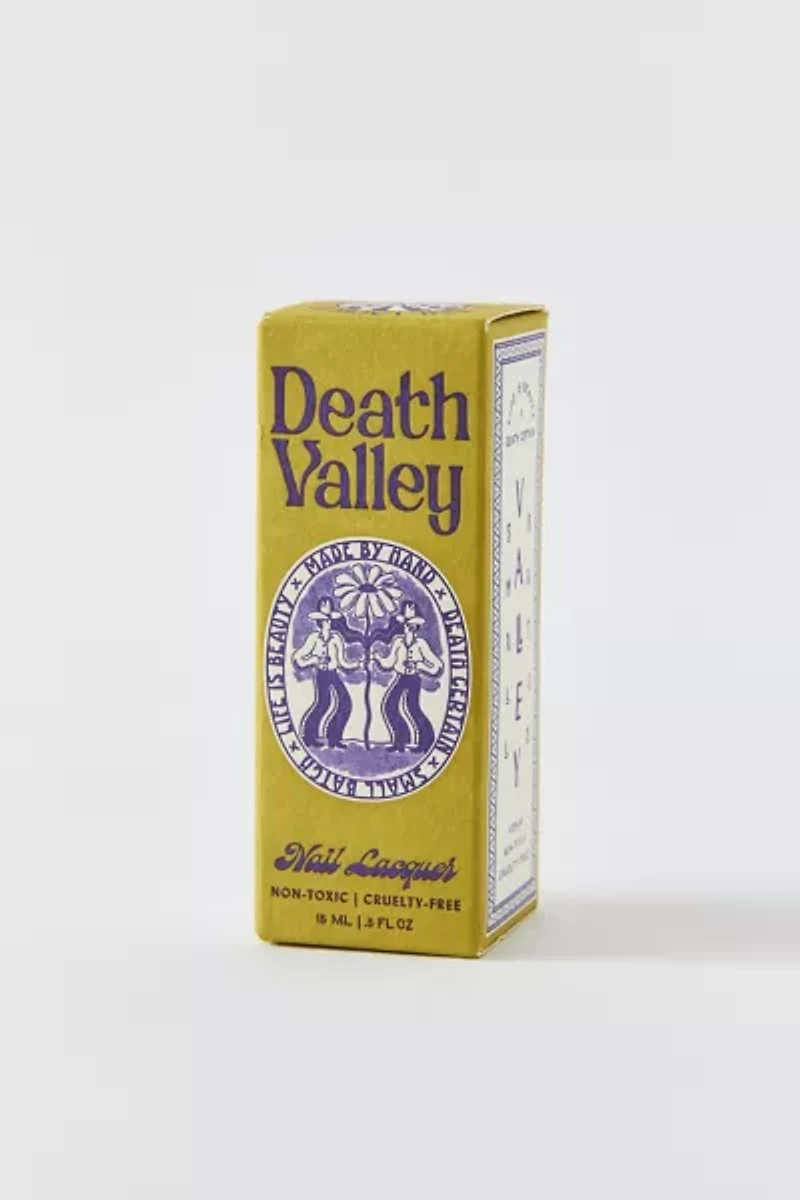 Death
Valley
MADE BY HAND × DEATH CERTAIN × SMALL BATCH × LIFE IS BEAUTY ×
Nail Lacquer
NON-TOXIC | CRUELTY-FREE
15 ML | .5 FL OZ
VALLEY